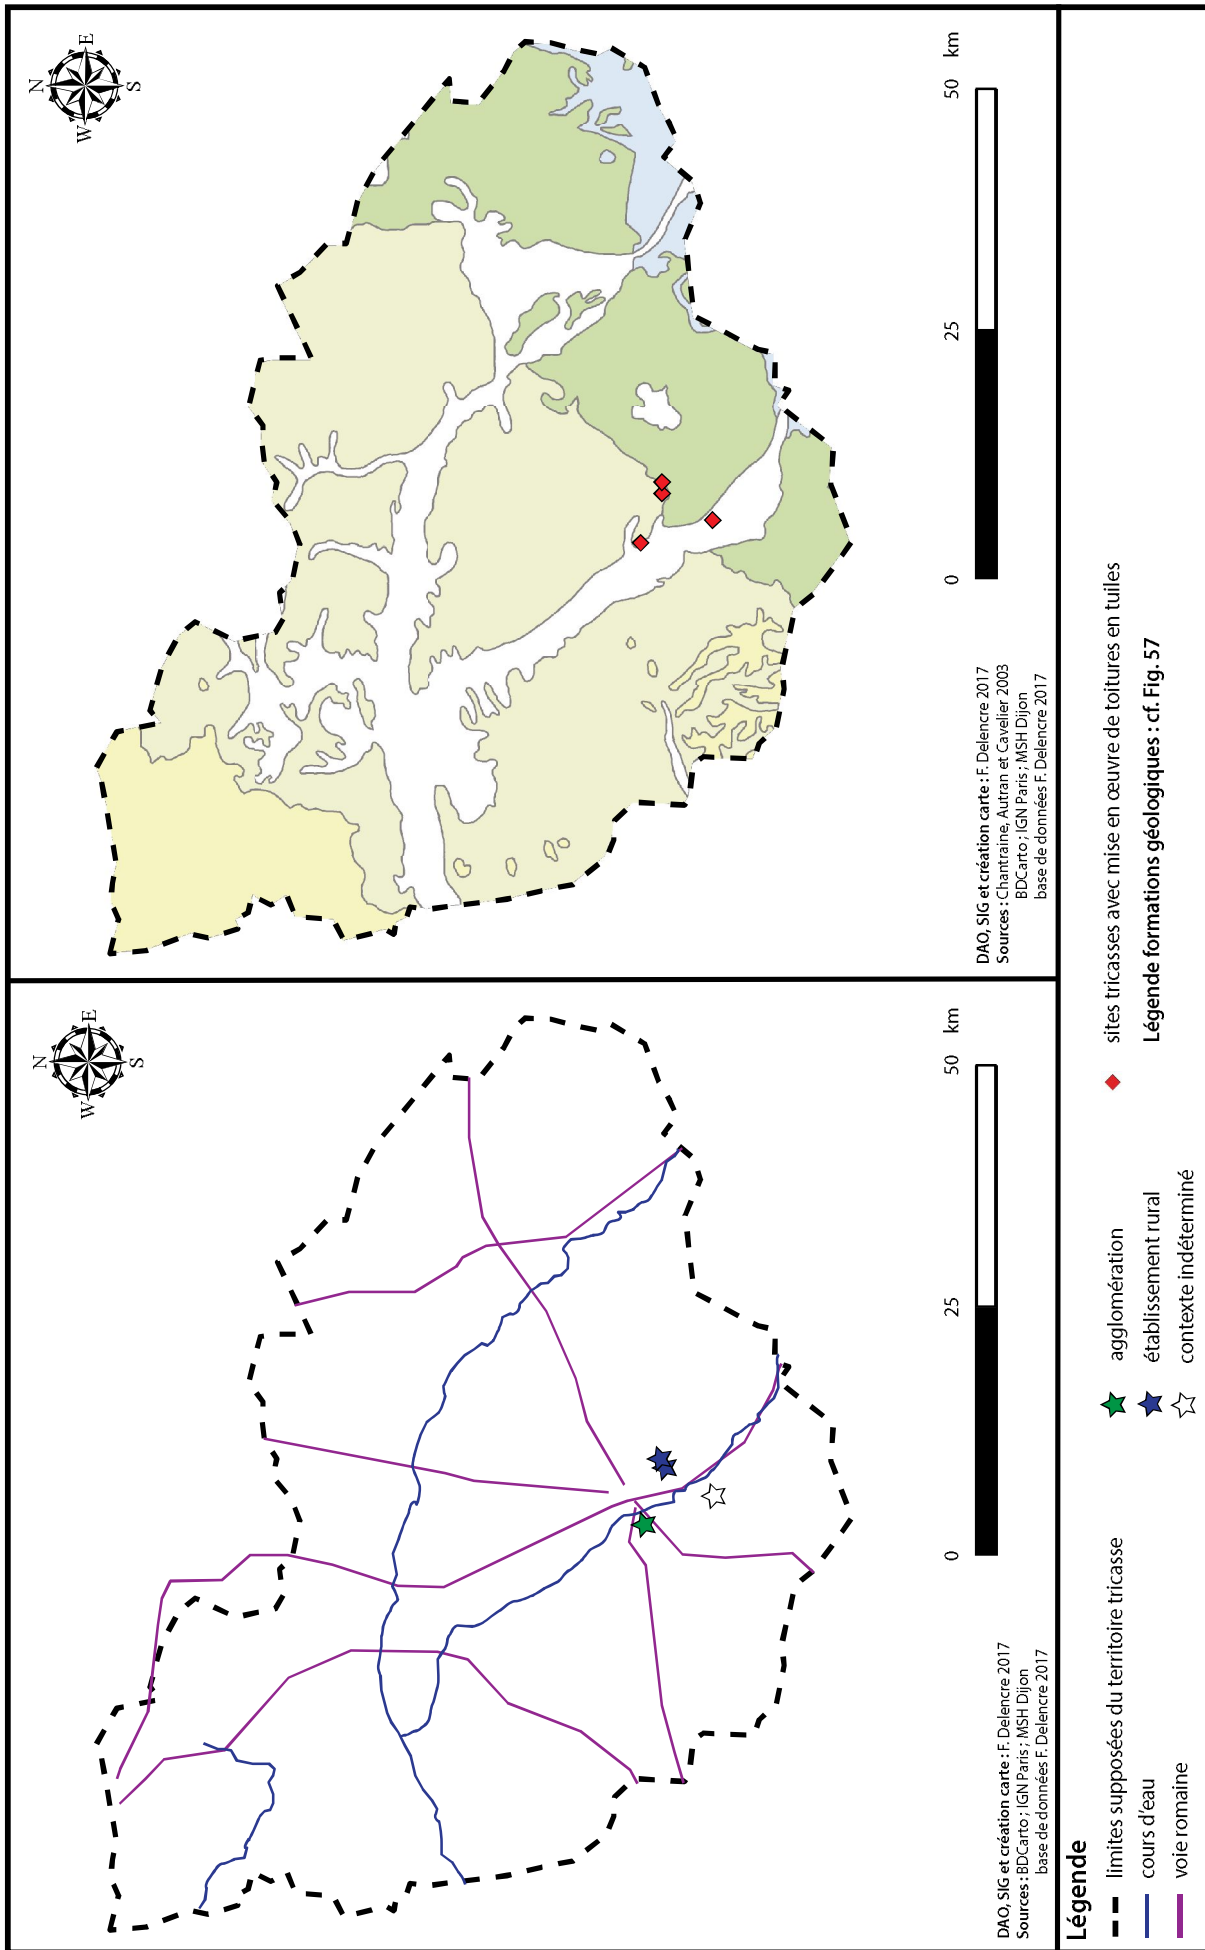 N
E
S
W
0
25
50
km
DAO, SIG et création carte : F. Delencre 2017
Sources : BDCarto ; IGN Paris ; MSH Dijon
base de données F. Delencre 2017
N
E
S
W
0
25
50
km
DAO, SIG et création carte : F. Delencre 2017
Sources : Chantraine, Autran et Cavelier 2003
BDCarto ; IGN Paris ; MSH Dijon
base de données F. Delencre 2017
Légende
limites supposées du territoire tricasse
cours d'eau
voie romaine
agglomération
établissement rural
contexte indéterminé
sites tricasses avec mise en œuvre de toitures en tuiles
Légende formations géologiques : cf. Fig. 57